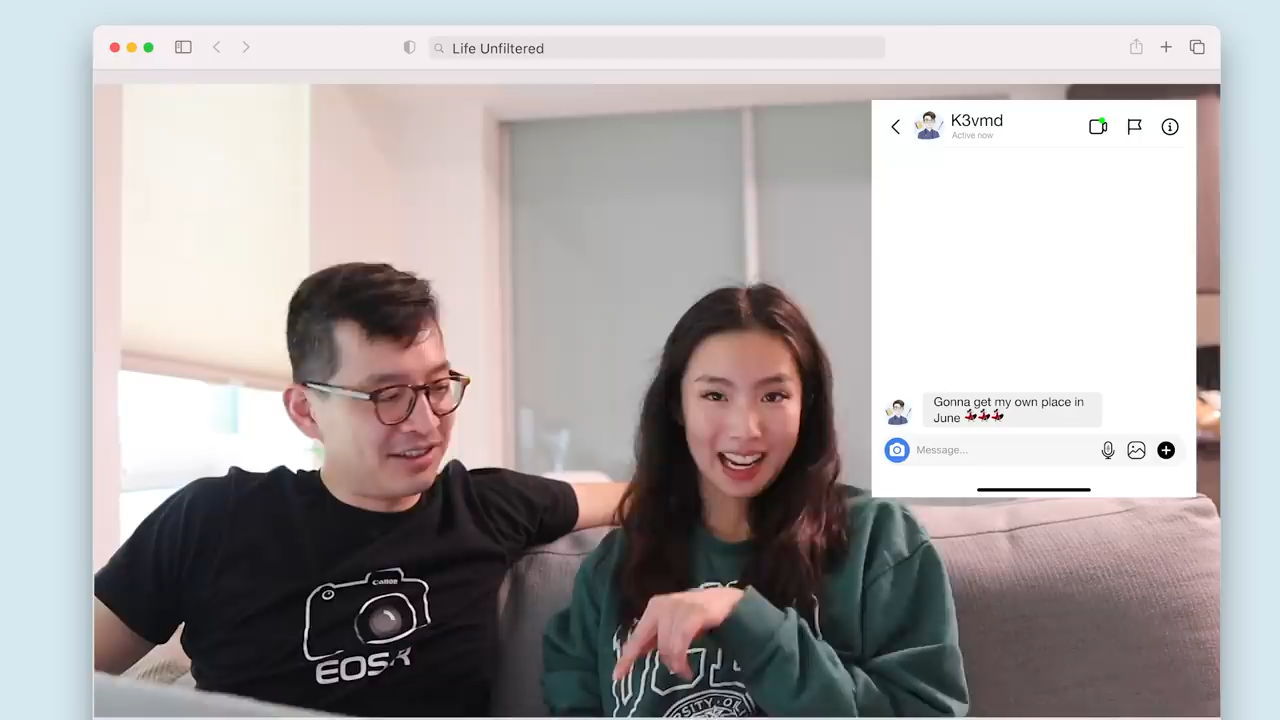 Life Unfiltered
K3vmd
Active now
Gonna get my own place in
June 💃💃💃
Message...
Canon
EOS